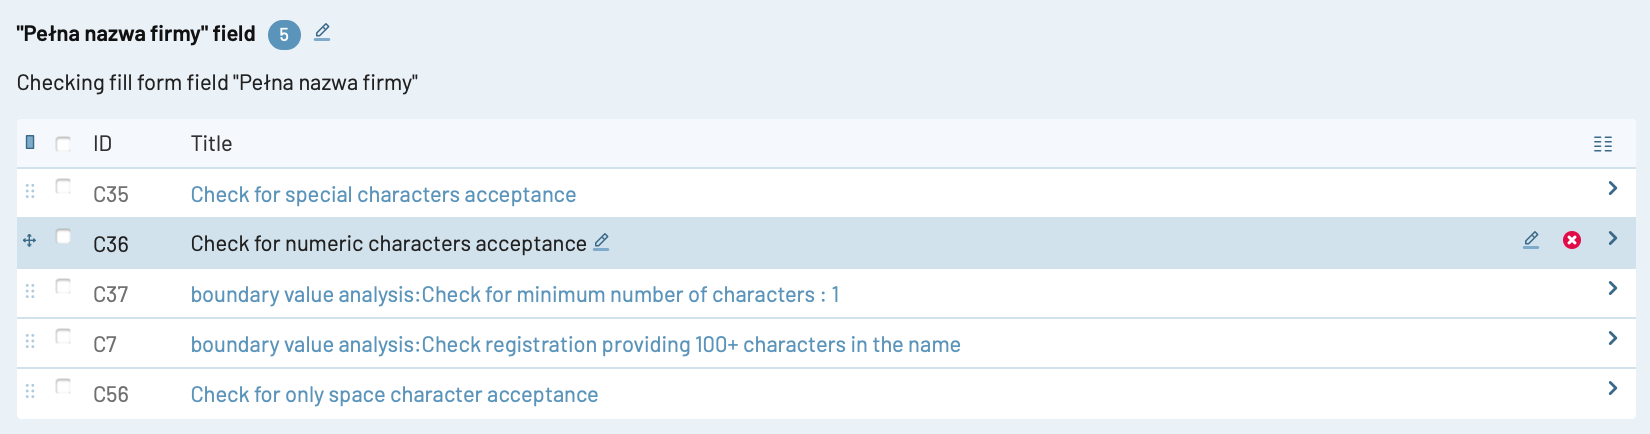 "Pełna nazwa firmy" field 5
Checking fill form field "Pełna nazwa firmy"
ID Title
C35 Check for special characters acceptance
C36 Check for numeric characters acceptance
C37 boundary value analysis:Check for minimum number of characters : 1
C7 boundary value analysis:Check registration providing 100+ characters in the name
C56 Check for only space character acceptance